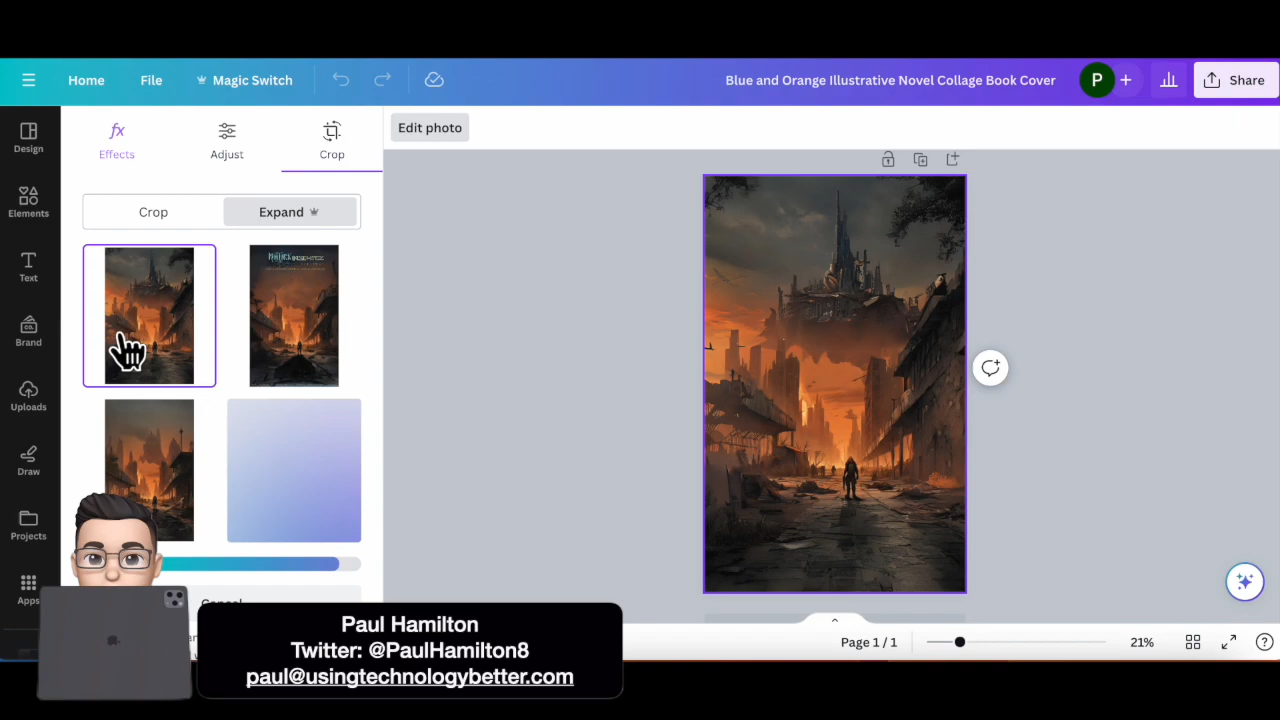 Home
File
Magic Switch
Blue and Orange Illustrative Novel Collage Book Cover
P
Share
Design
Elements
Text
Brand
Uploads
Draw
Projects
Apps
fx
Effects
Adjust
Crop
Edit photo
Crop
Expand
CO.
Paul Hamilton
Twitter: @PaulHamilton8
paul@usingtechnologybetter.com
Page 1 / 1
21%